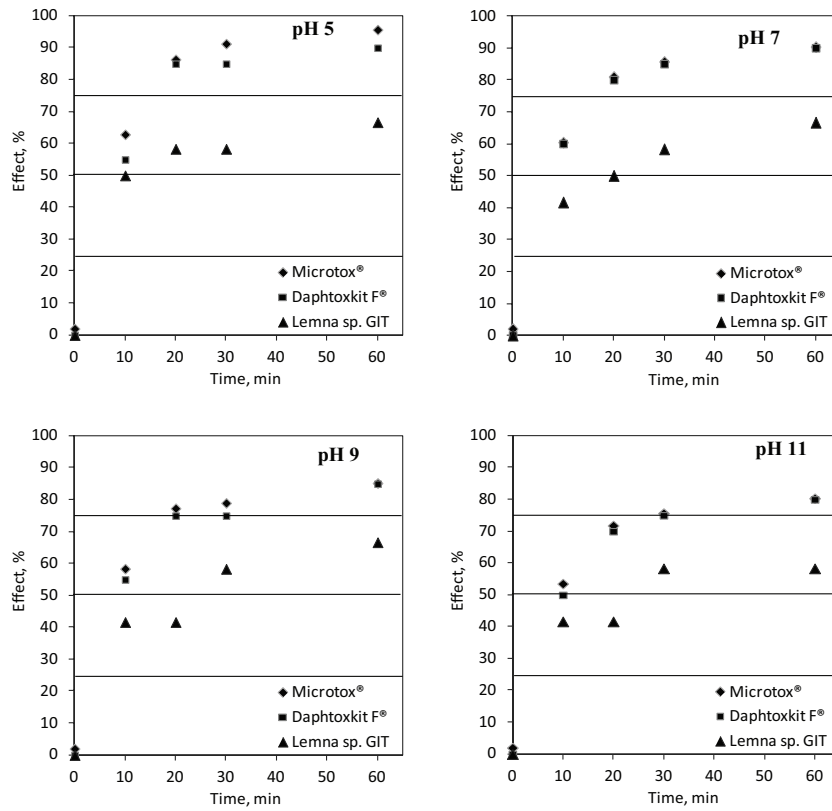 pH 5
Effect, %
100
90
80
70
60
50
40
30
20
10
0
Microtox®
Daphtoxkit F®
Lemna sp. GIT
0 10 20 30 40 50 60
Time, min
pH 7
Effect, %
100
90
80
70
60
50
40
30
20
10
0
Microtox®
Daphtoxkit F®
Lemna sp. GIT
0 10 20 30 40 50 60
Time, min
pH 9
Effect, %
100
90
80
70
60
50
40
30
20
10
0
Microtox®
Daphtoxkit F®
Lemna sp. GIT
0 10 20 30 40 50 60
Time, min
pH 11
Effect, %
100
90
80
70
60
50
40
30
20
10
0
Microtox®
Daphtoxkit F®
Lemna sp. GIT
0 10 20 30 40 50 60
Time, min